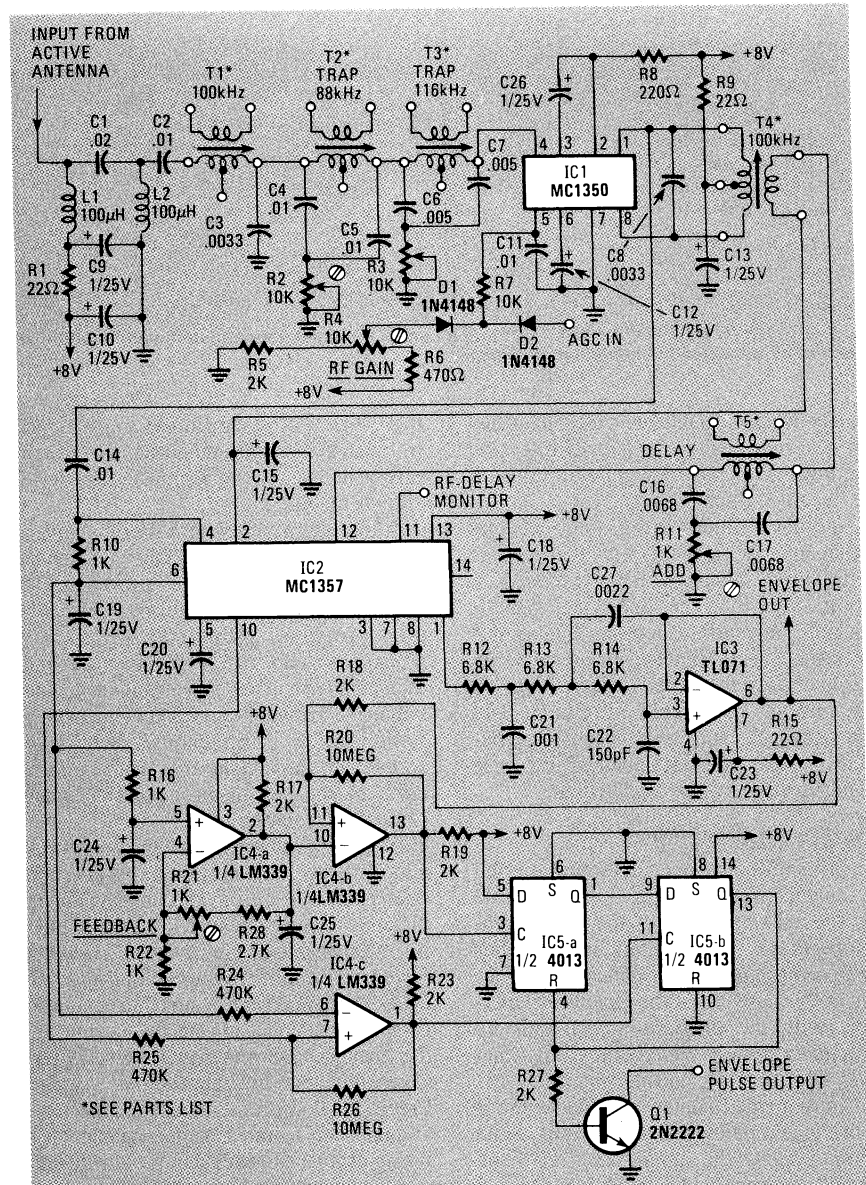 INPUT FROM
ACTIVE
ANTENNA
T1*
100kHz
T2*
TRAP
88kHz
T3*
TRAP
116kHz
C26
1/25V
R8
220Ω
+8V
R9
22Ω
T4*
100kHz
C1
.02
C2
.01
C7
.005
4
3
2
1
IC1
MC1350
5
6
7
8
L1
100µH
L2
100µH
C3
.0033
C4
.01
C5
.01
C6
.005
R3
10K
C11
.01
R7
10K
C8
.0033
C13
1/25V
R1
22Ω
C9
1/25V
C10
1/25V
+8V
R2
10K
D1
1N4148
C12
1/25V
R4
10K
AGC IN
D2
1N4148
R5
2K
RF GAIN
R6
470Ω
+8V
T5*
DELAY
C14
.01
C15
1/25V
RF-DELAY
MONITOR
C16
.0068
C17
.0068
R11
1K
ADD
4
2
12
11
13
+8V
C18
1/25V
R10
1K
6
IC2
MC1357
14
C19
1/25V
C20
1/25V
5
10
3
7
8
1
C27
.0022
ENVELOPE
OUT
R12
6.8K
R13
6.8K
R14
6.8K
IC3
TL071
2
3
6
7
4
R15
22Ω
+8V
C21
.001
C22
150pF
C23
1/25V
R18
2K
+8V
R20
10MEG
R16
1K
R17
2K
5
4
3
2
11
10
13
12
R19
2K
+8V
+8V
C24
1/25V
IC4-a
1/4 LM339
IC4-b
1/4 LM339
R21
1K
FEEDBACK
R28
2.7K
C25
1/25V
R22
1K
5
6
1
D
S
Q
3
C
IC5-a
1/2 4013
7
R
4
9
8
14
13
D
S
Q
11
C
IC5-b
1/2 4013
R
10
R24
470K
IC4-c
1/4 LM339
+8V
R23
2K
6
7
1
R25
470K
R26
10MEG
R27
2K
ENVELOPE
PULSE OUTPUT
Q1
2N2222
*SEE PARTS LIST